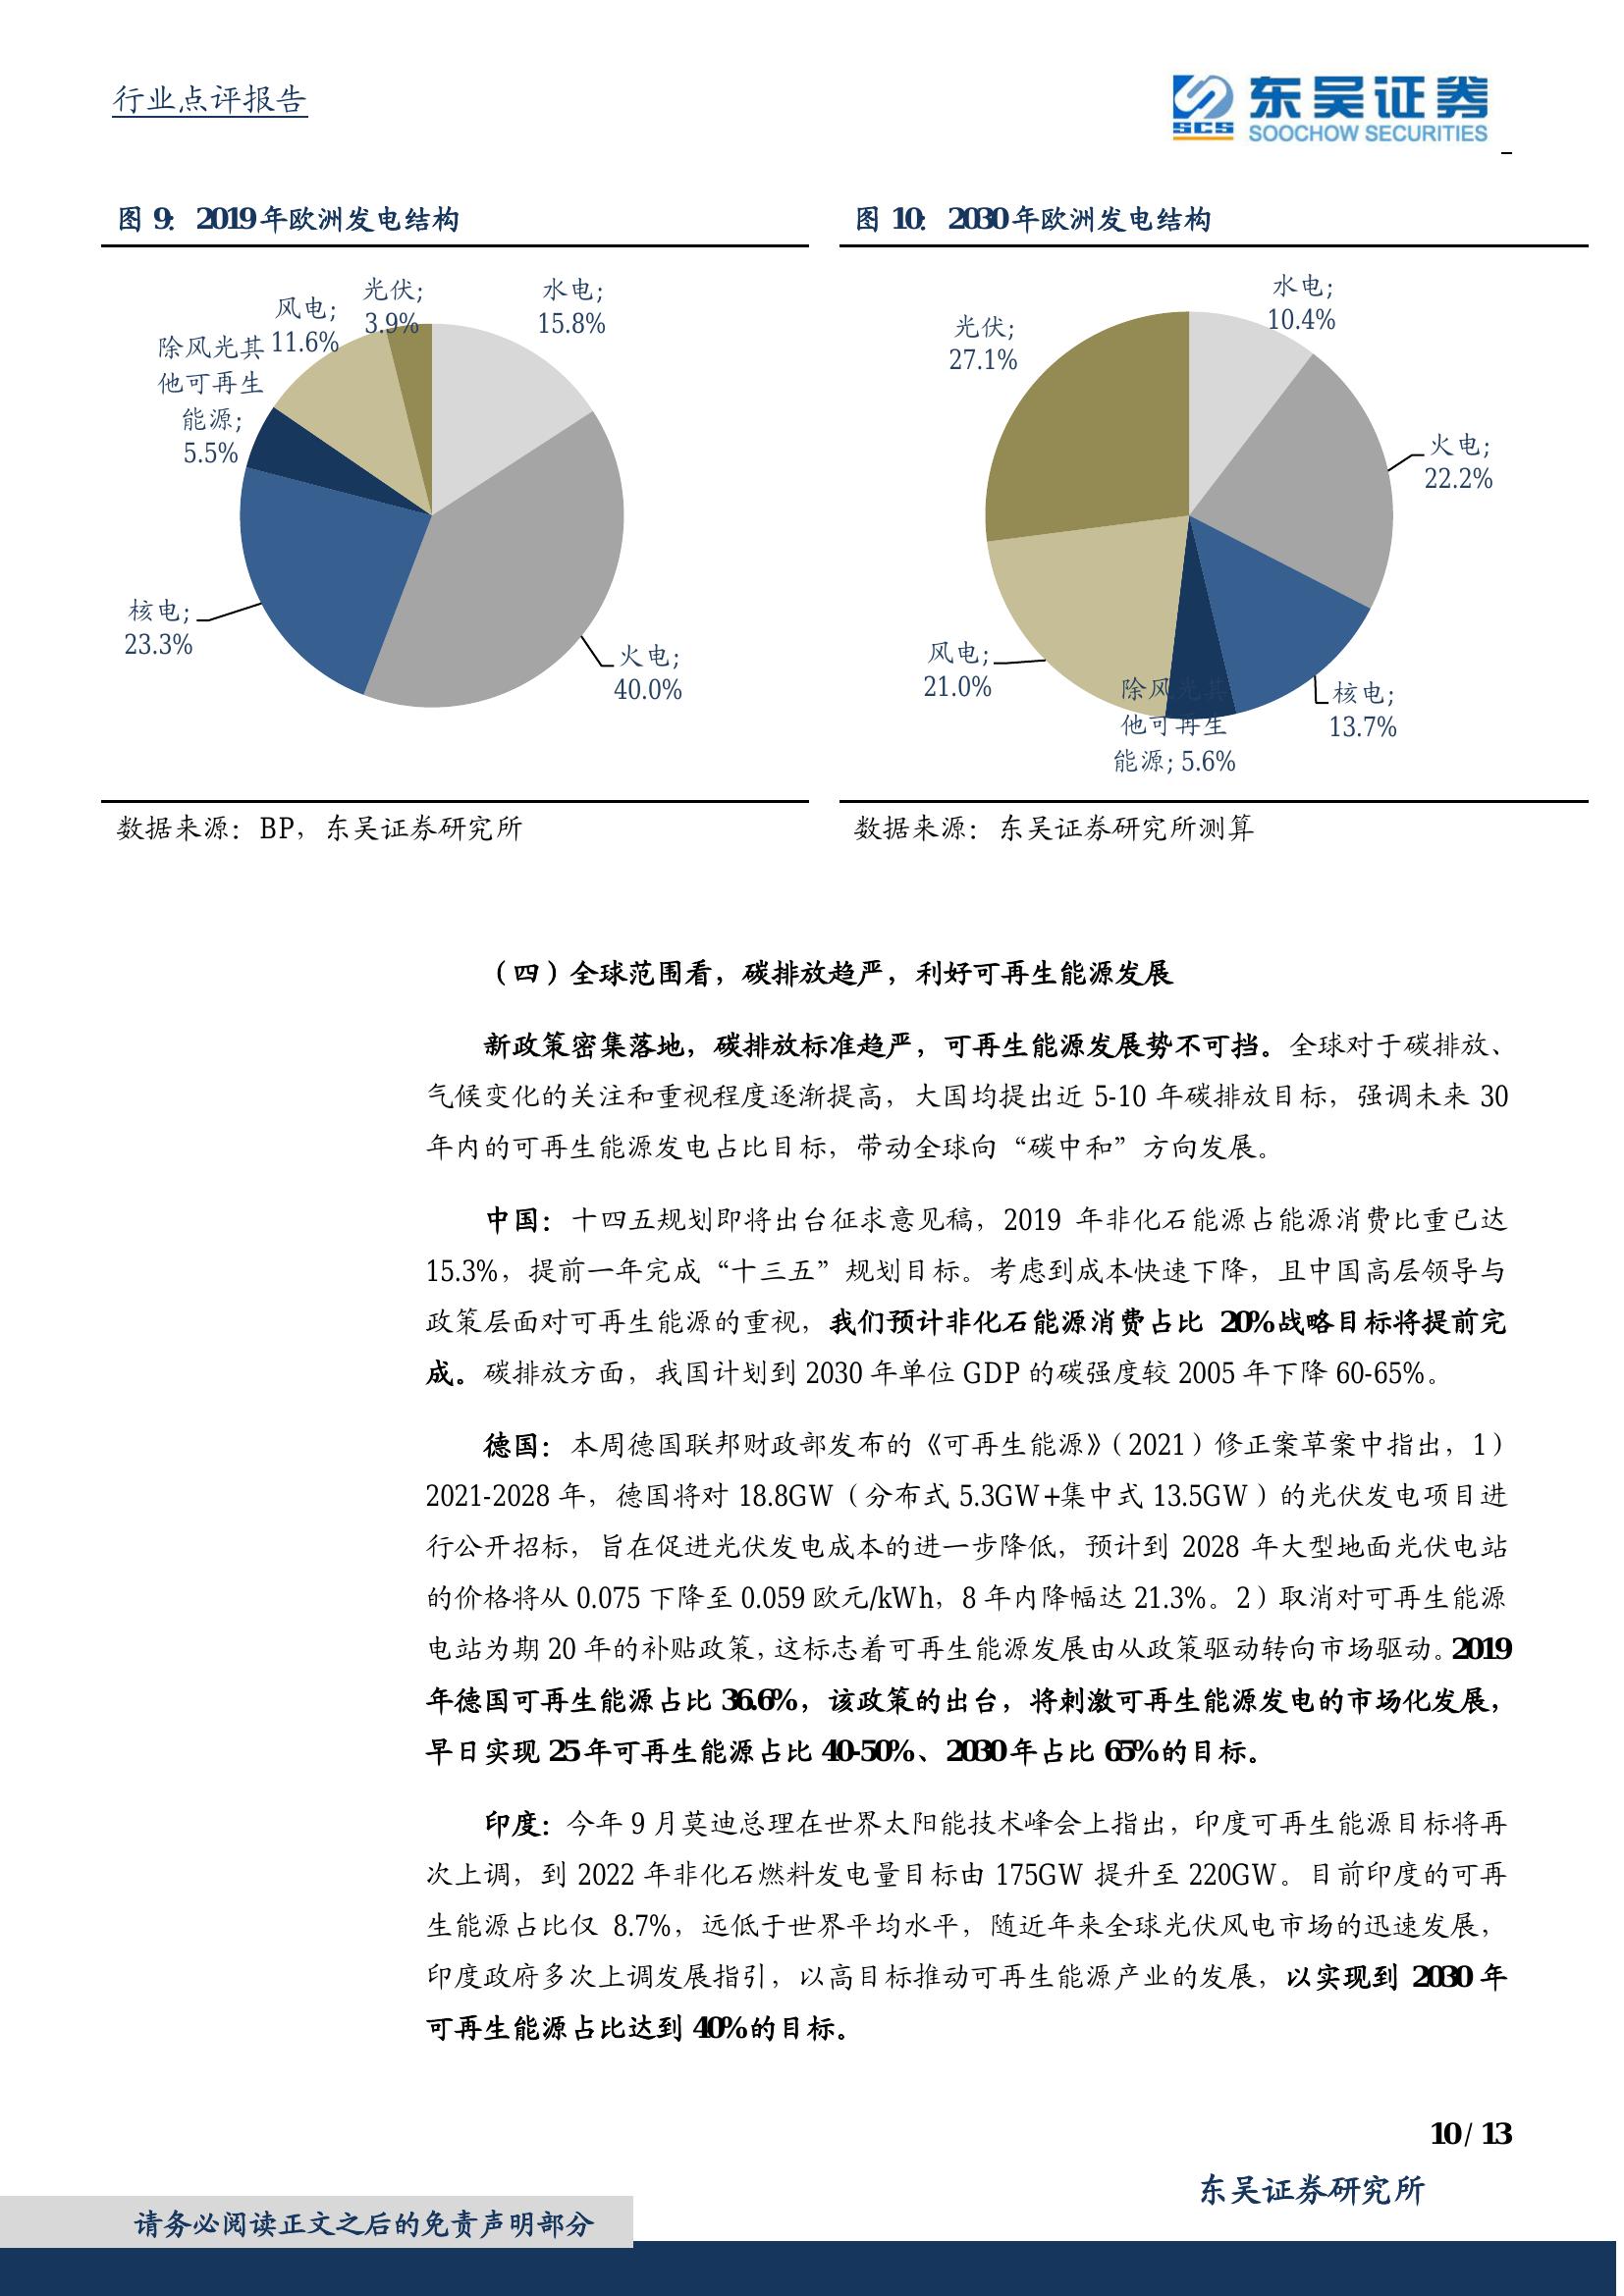 行业点评报告
SCS 东吴证券
SOOCHOW SECURITIES
图 9： 2019年欧洲发电结构
光伏;
3.9%
水电;
15.8%
风电;
11.6%
除风光其
他可再生
能源;
5.5%
核电;
23.3%
火电;
40.0%
数据来源：BP，东吴证券研究所
图 10： 2030年欧洲发电结构
水电;
10.4%
光伏;
27.1%
火电;
22.2%
风电;
21.0%
除风光其
他可再生
能源; 5.6%
核电;
13.7%
数据来源：东吴证券研究所测算
（四）全球范围看，碳排放趋严，利好可再生能源发展
新政策密集落地，碳排放标准趋严，可再生能源发展势不可挡。全球对于碳排放、
气候变化的关注和重视程度逐渐提高，大国均提出近 5-10 年碳排放目标，强调未来 30
年内的可再生能源发电占比目标，带动全球向“碳中和”方向发展。
中国：十四五规划即将出台征求意见稿，2019 年非化石能源占能源消费比重已达
15.3%，提前一年完成“十三五”规划目标。考虑到成本快速下降，且中国高层领导与
政策层面对可再生能源的重视，我们预计非化石能源消费占比 20%战略目标将提前完
成。碳排放方面，我国计划到 2030 年单位 GDP 的碳强度较 2005 年下降 60-65%。
德国：本周德国联邦财政部发布的《可再生能源》（2021）修正案草案中指出，1）
2021-2028 年，德国将对 18.8GW（分布式 5.3GW+集中式 13.5GW）的光伏发电项目进
行公开招标，旨在促进光伏发电成本的进一步降低，预计到 2028 年大型地面光伏电站
的价格将从 0.075 下降至 0.059 欧元/kWh，8 年内降幅达 21.3%。2）取消对可再生能源
电站为期 20 年的补贴政策，这标志着可再生能源发展由从政策驱动转向市场驱动。2019
年德国可再生能源占比 36.6%，该政策的出台，将刺激可再生能源发电的市场化发展，
早日实现 25 年可再生能源占比 40-50%、2030 年占比 65%的目标。
印度：今年 9 月莫迪总理在世界太阳能技术峰会上指出，印度可再生能源目标将再
次上调，到 2022 年非化石燃料发电量目标由 175GW 提升至 220GW。目前印度的可再
生能源占比仅 8.7%，远低于世界平均水平，随近年来全球光伏风电市场的迅速发展，
印度政府多次上调发展指引，以高目标推动可再生能源产业的发展，以实现到 2030 年
可再生能源占比达到 40%的目标。
10 / 13
东吴证券研究所
请务必阅读正文之后的免责声明部分